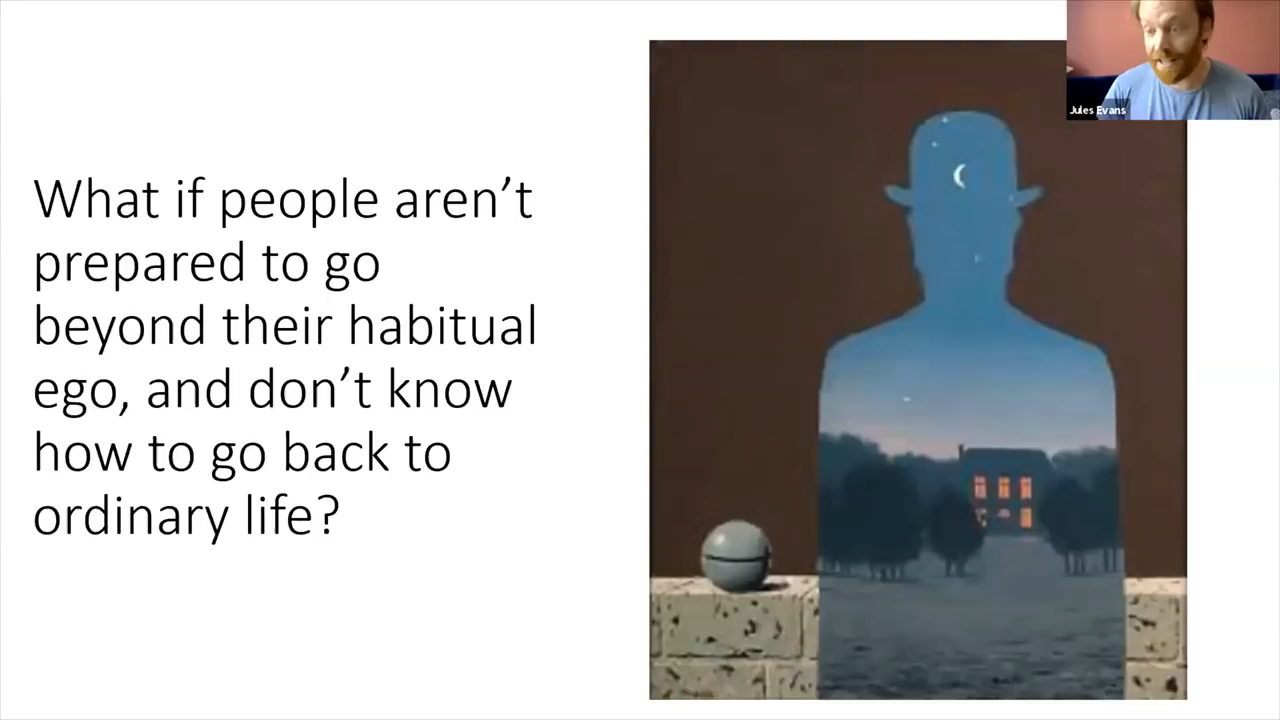 What if people aren’t
prepared to go
beyond their habitual
ego, and don’t know
how to go back to
ordinary life?
Jules Evans